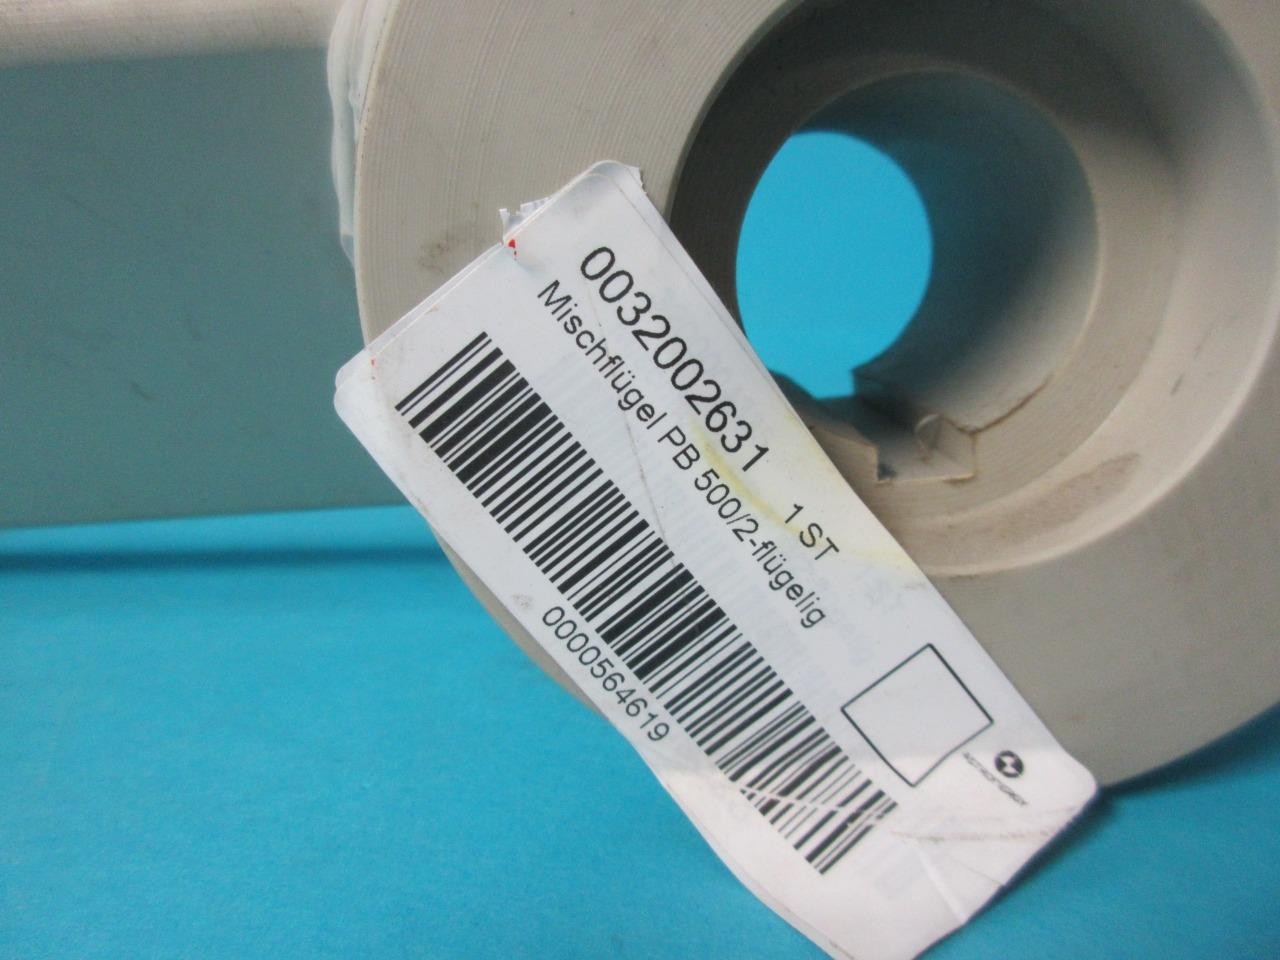 0032002631
1 ST
Mischflügel PB 500/2-flügelig
0000564619